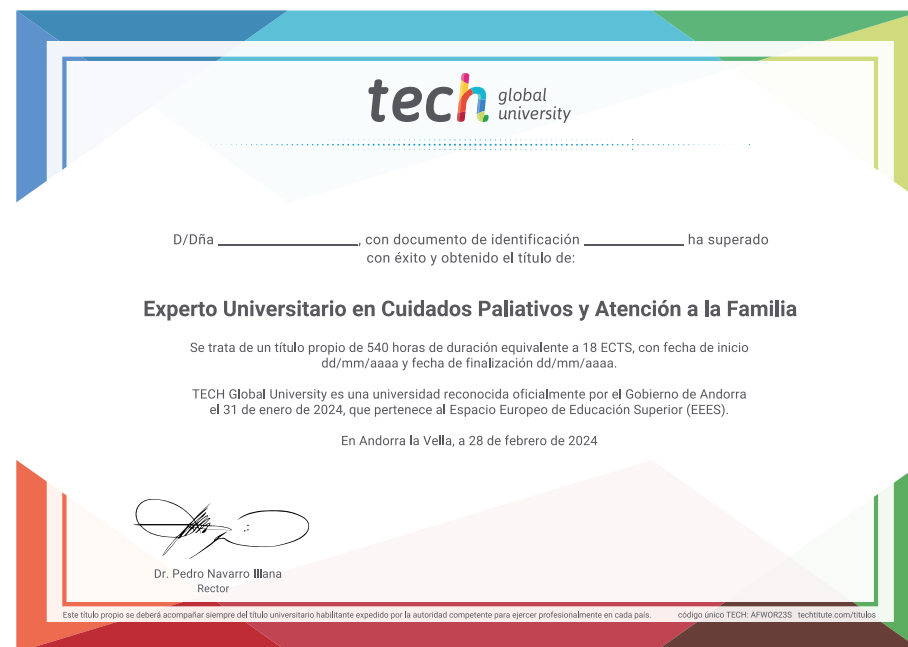 tech global university
D/Dña ____________, con documento de identificación ____________ ha superado
con éxito y obtenido el título de:
Experto Universitario en Cuidados Paliativos y Atención a la Familia
Se trata de un título propio de 540 horas de duración equivalente a 18 ECTS, con fecha de inicio
dd/mm/aaaa y fecha de finalización dd/mm/aaaa.
TECH Global University es una universidad reconocida oficialmente por el Gobierno de Andorra
el 31 de enero de 2024, que pertenece al Espacio Europeo de Educación Superior (EEES).
En Andorra la Vella, a 28 de febrero de 2024
Dr. Pedro Navarro Illana
Rector
Este título propio se deberá acompañar siempre del título universitario habilitante expedido por la autoridad competente para ejercer profesionalmente en cada país. código único TECH: AFWOR23S techtitute.com/titulos